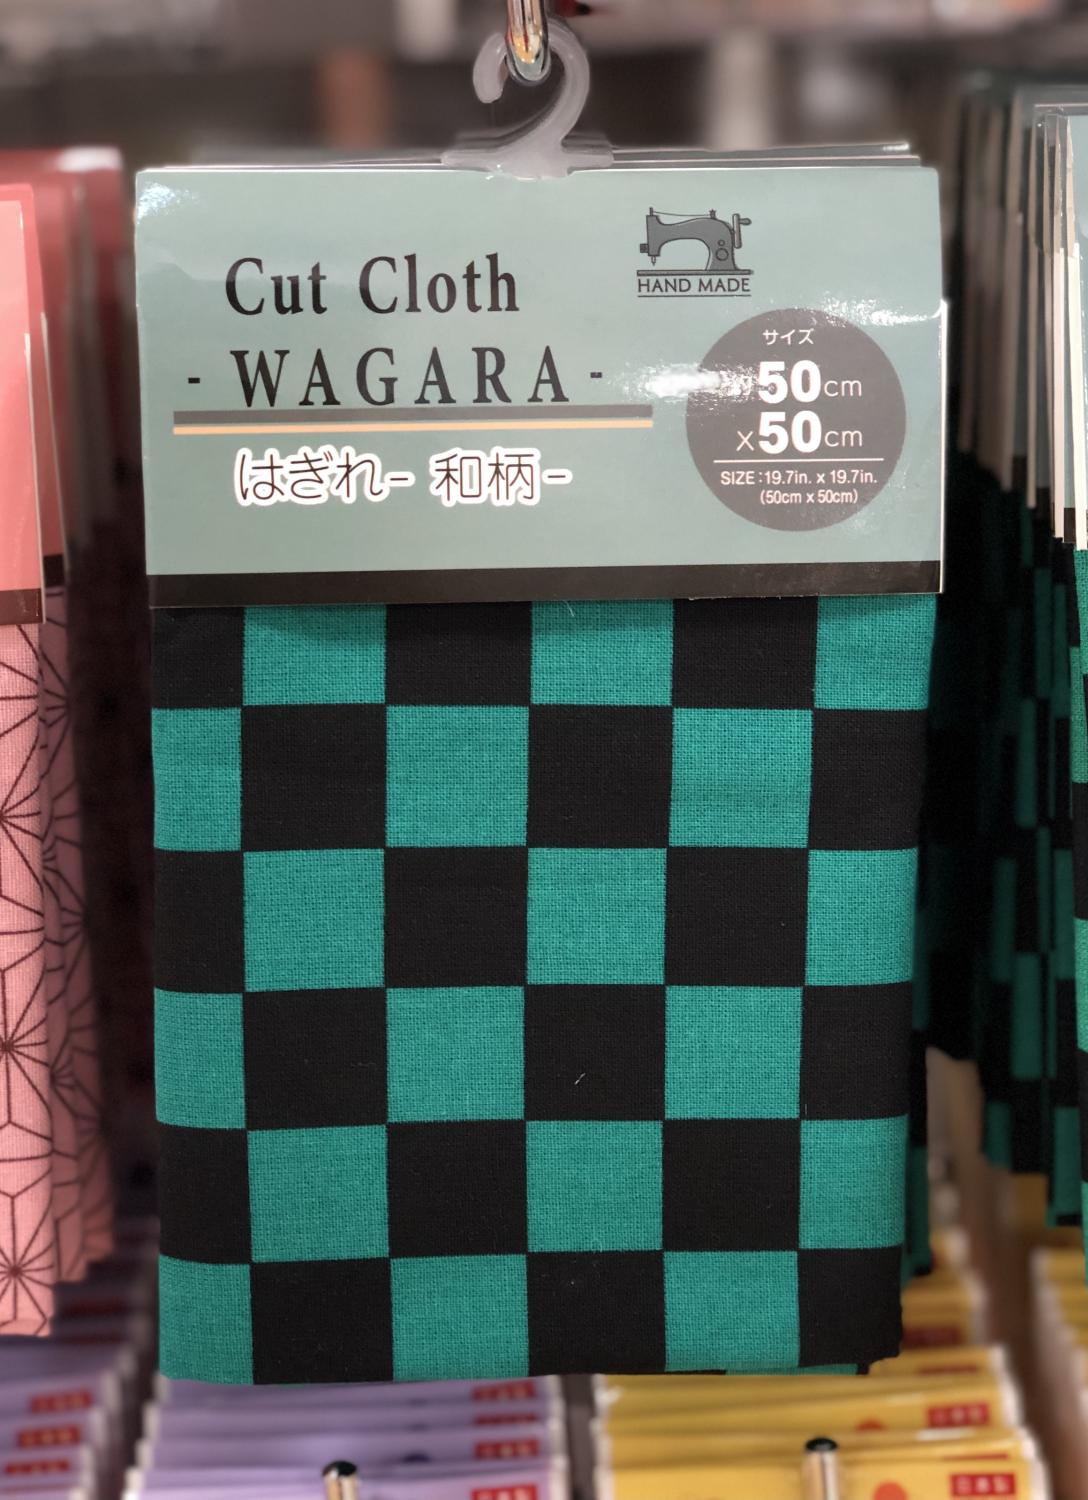 Cut Cloth
- WAGARA -
はぎれ- 和柄-
HAND MADE
サイズ
50cm
x50cm
SIZE:19.7in. x 19.7in.
(50cm x 50cm)